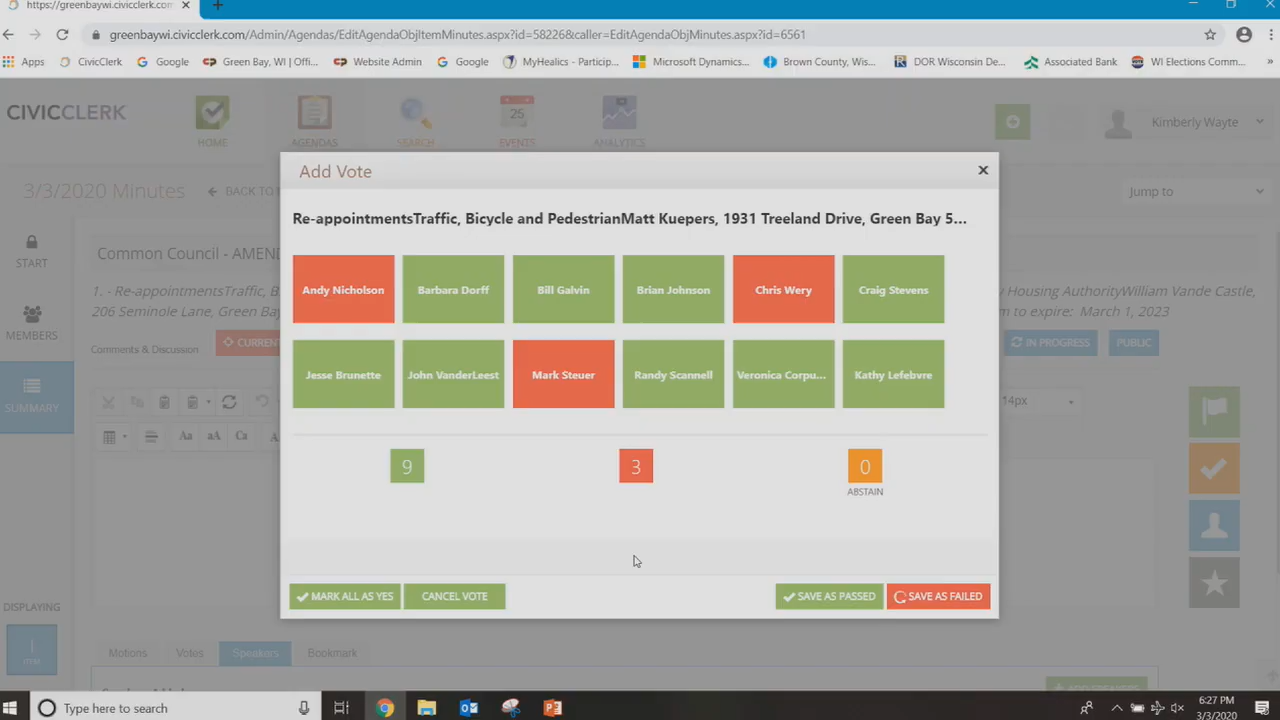 https://greenbaywi.civicclerk.com/
greenbaywi.civicclerk.com/Admin/Agendas/EditAgendaObjItemMinutes.aspx?id=58226&caller=EditAgendaObjMinutes.aspx?id=6561
Apps CivicClerk Google Green Bay, WI | Offi... Website Admin Google MyHealics - Particip... Microsoft Dynamics... Brown County, Wis... DOR Wisconsin De... Associated Bank WI Elections Comm... »
CIVICCLERK
25
HOME AGENDAS SEARCH EVENTS ANALYTICS
Kimberly Wayte
3/3/2020 Minutes BACK TO
Jump to
Add Vote
Re-appointmentsTraffic, Bicycle and PedestrianMatt Kuepers, 1931 Treeland Drive, Green Bay 5...
START
Common Council - AMEND
Andy Nicholson Barbara Dorff Bill Galvin Brian Johnson Chris Wery Craig Stevens
1. - Re-appointmentsTraffic, B
y Housing AuthorityWilliam Vande Castle,
206 Seminole Lane, Green Bay
m to expire: March 1, 2023
MEMBERS
Comments & Discussion CURREN
IN PROGRESS PUBLIC
Jesse Brunette John VanderLeest Mark Steuer Randy Scannell Veronica Corpu... Kathy Lefebvre
SUMMARY
14px
Aa aA Ca A
9 3 0
ABSTAIN
MARK ALL AS YES CANCEL VOTE SAVE AS PASSED SAVE AS FAILED
DISPLAYING
I
Motions Votes Speakers Bookmark
Type here to search
6:27 PM
3/3/2020